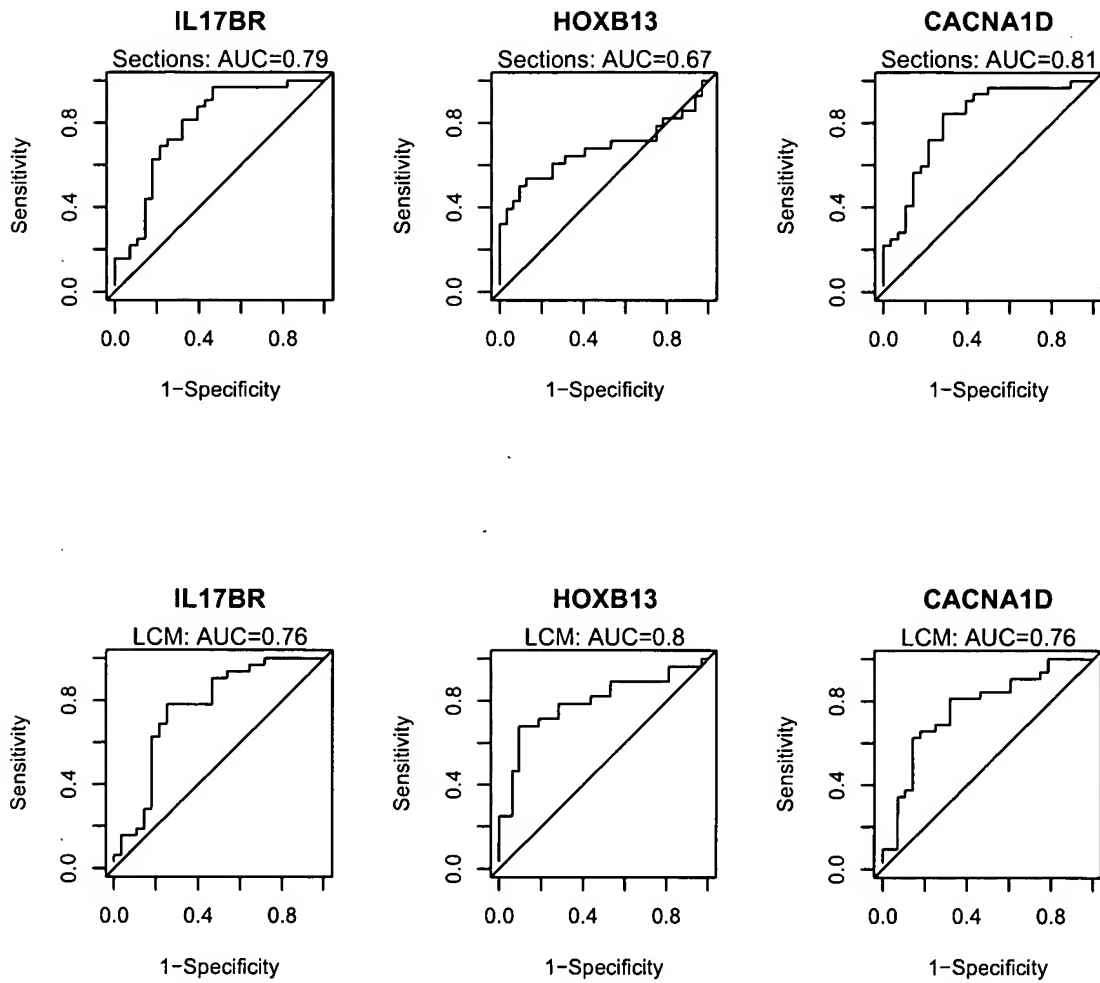 IL17BR
HOXB13
CACNA1D
Sections: AUC=0.79
Sections: AUC=0.67
Sections: AUC=0.81
Sensitivity
0.0 0.4 0.8
0.0 0.4 0.8
1−Specificity
Sensitivity
0.0 0.4 0.8
0.0 0.4 0.8
1−Specificity
Sensitivity
0.0 0.4 0.8
0.0 0.4 0.8
1−Specificity
IL17BR
HOXB13
CACNA1D
LCM: AUC=0.76
LCM: AUC=0.8
LCM: AUC=0.76
Sensitivity
0.0 0.4 0.8
0.0 0.4 0.8
1−Specificity
Sensitivity
0.0 0.4 0.8
0.0 0.4 0.8
1−Specificity
Sensitivity
0.0 0.4 0.8
0.0 0.4 0.8
1−Specificity